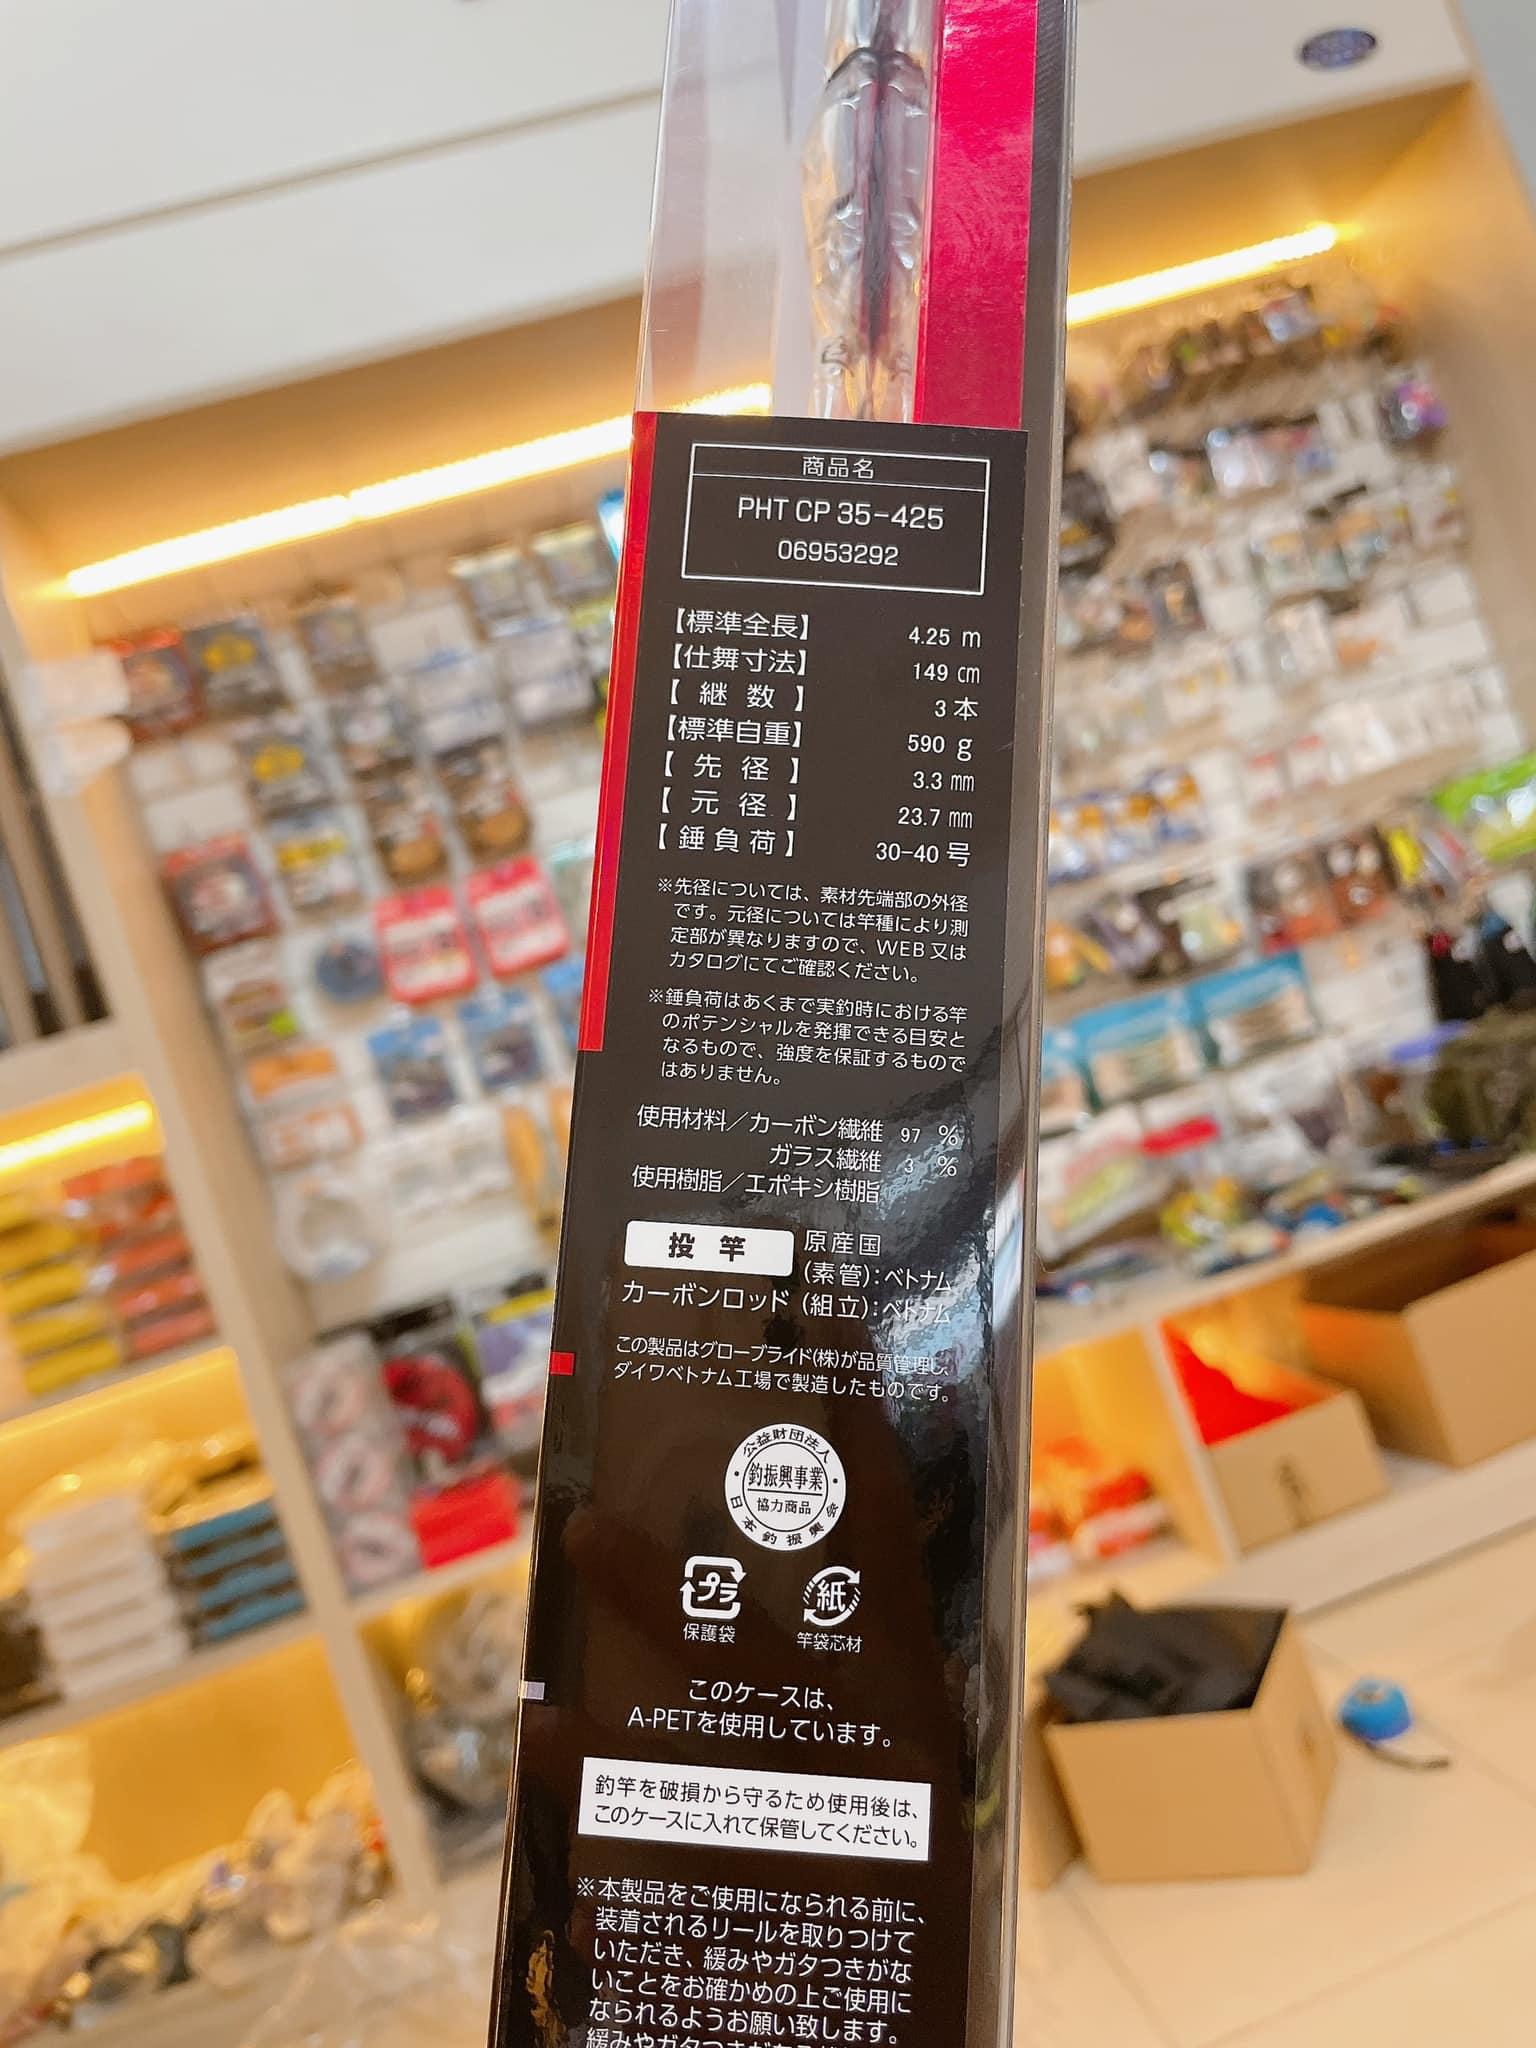 商品名
PHT CP 35-425
06953292
【標準全長】 4.25 m
【仕舞寸法】 149 ㎝
【継数】 3 本
【標準自重】 590 g
【先径】 3.3 ㎜
【元径】 23.7 ㎜
【錘負荷】 30-40 号
※先径については、素材先端部の外径
です。元径については竿種により測
定部が異なりますので、WEB又は
カタログにてご確認ください。
※錘負荷はあくまで実釣時における竿
のポテンシャルを発揮できる目安と
なるもので、強度を保証するもので
はありません。
使用材料／カーボン繊維 97 %
ガラス繊維 3 %
使用樹脂／エポキシ樹脂
投竿 原産国
(素管):ベトナム
カーボンロッド (組立):ベトナム
この製品はグローブライド(株)が品質管理し、
ダイワベトナム工場で製造したものです。
公益財団法人
釣振興事業
協力商品
日本釣振興会
プラ 紙
保護袋 竿袋芯材
このケースは、
A-PETを使用しています。
釣竿を破損から守るため使用後は、
このケースに入れて保管してください。
※本製品をご使用になられる前に、
装着されるリールを取りつけて
いただき、緩みやガタつきがな
いことをお確かめの上ご使用に
なられるようお願い致します。
緩みやガタつきがある